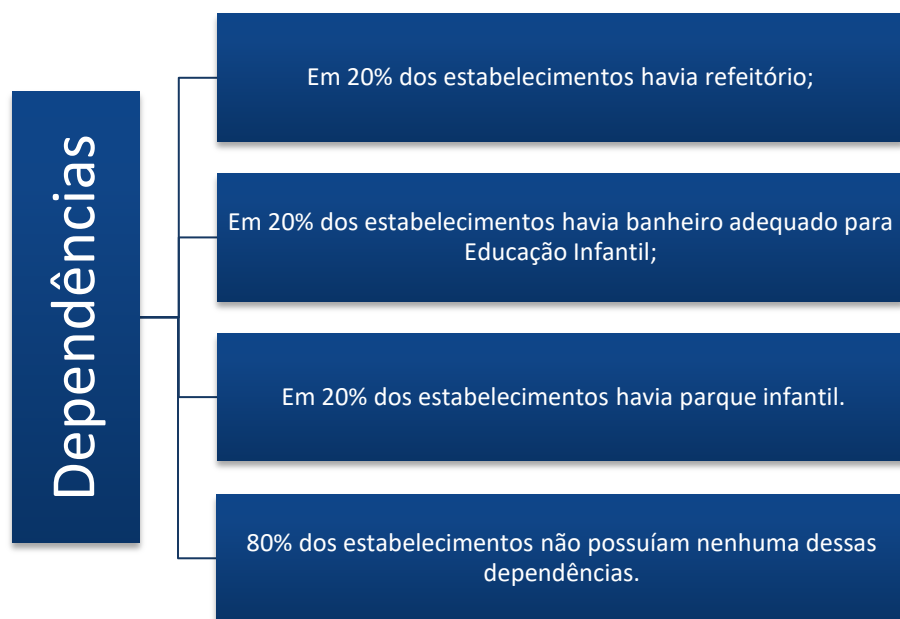 Dependências
Em 20% dos estabelecimentos havia refeitório;
Em 20% dos estabelecimentos havia banheiro adequado para
Educação Infantil;
Em 20% dos estabelecimentos havia parque infantil.
80% dos estabelecimentos não possuíam nenhuma dessas
dependências.